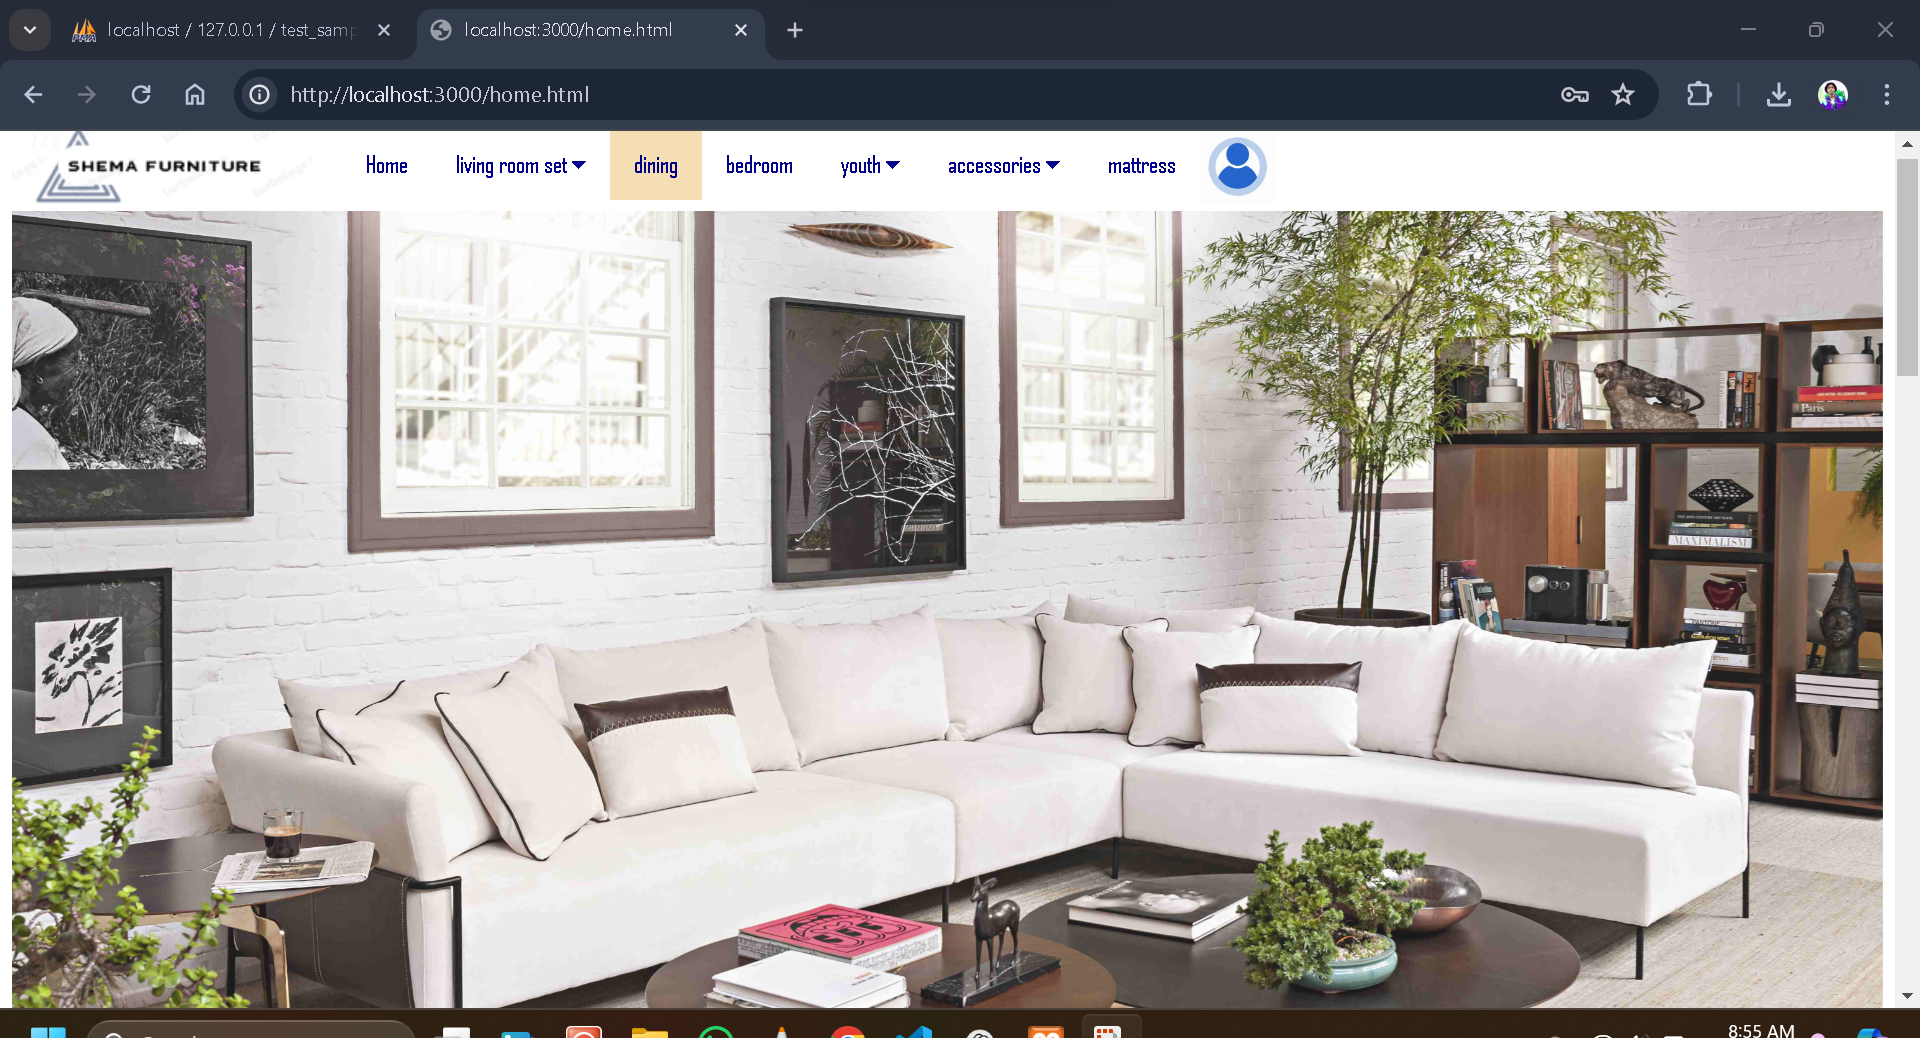 localhost / 127.0.0.1 / test_samp
localhost:3000/home.html
http://localhost:3000/home.html
SHEMA FURNITURE
Home
living room set
dining
bedroom
youth
accessories
mattress
Paris
MAXIMALISM
8:55 AM